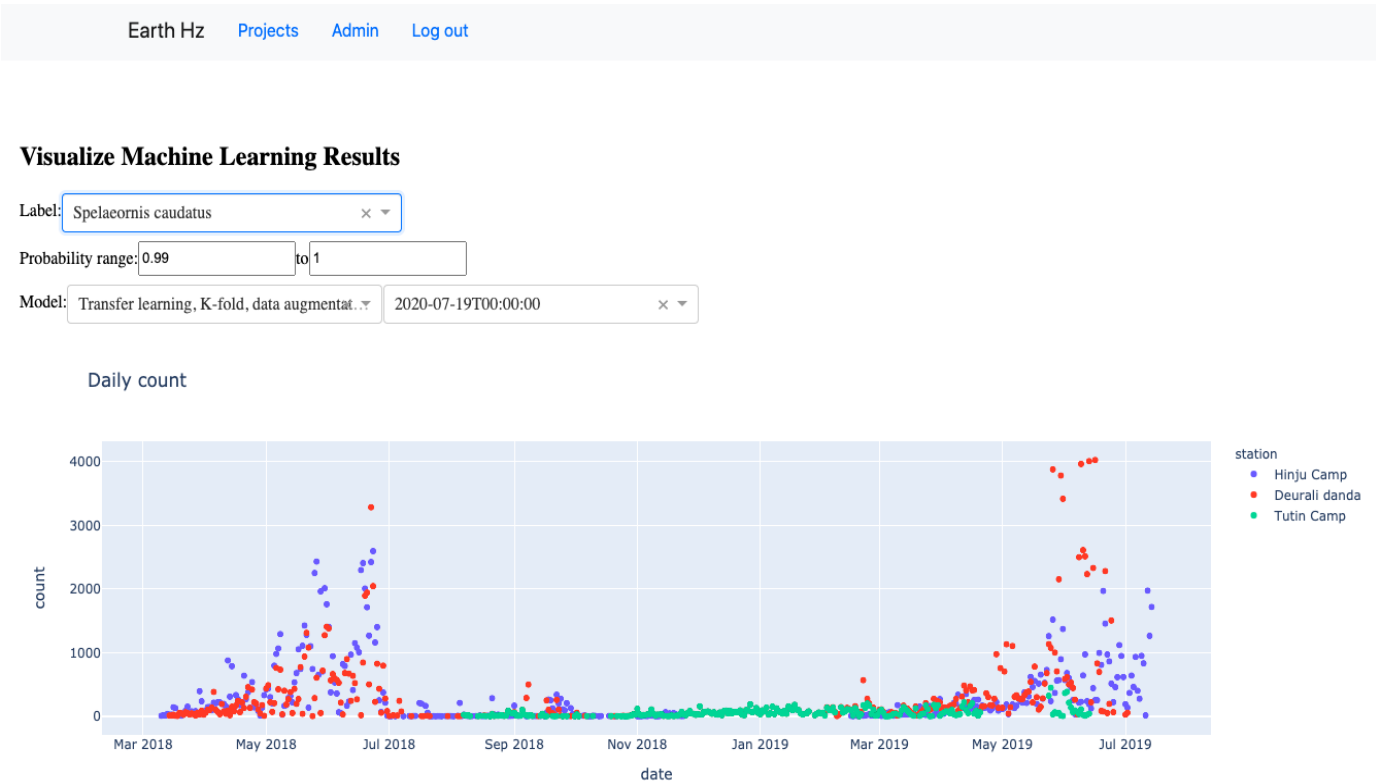 Earth Hz Projects Admin Log out
Visualize Machine Learning Results
Label: Spelaeornis caudatus × 
Probability range: 0.99 to 1
Model: Transfer learning, K-fold, data augmentat... 2020-07-19T00:00:00 ×
Daily count
station
Hinju Camp
Deurali danda
Tutin Camp
4000
3000
2000
1000
0
count
Mar 2018 May 2018 Jul 2018 Sep 2018 Nov 2018 Jan 2019 Mar 2019 May 2019 Jul 2019
date